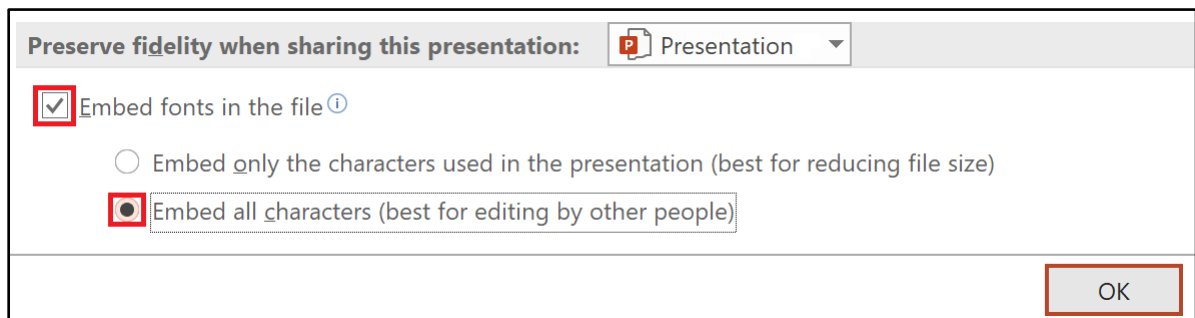 Preserve fidelity when sharing this presentation: P Presentation
Embed fonts in the file
Embed only the characters used in the presentation (best for reducing file size)
Embed all characters (best for editing by other people)
OK